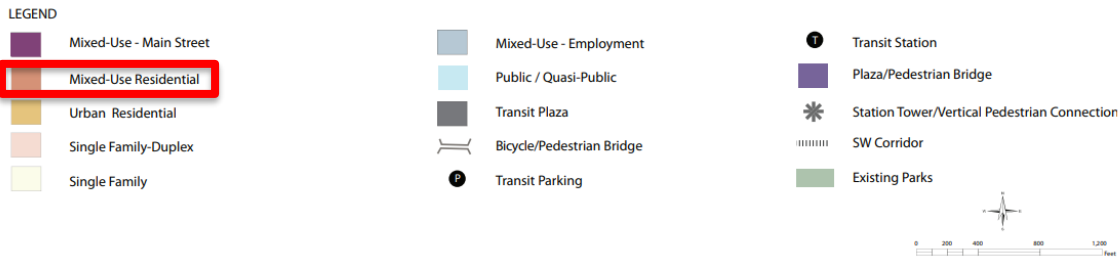 LEGEND
Mixed-Use - Main Street
Mixed-Use Residential
Urban Residential
Single Family-Duplex
Single Family
Mixed-Use - Employment
Public / Quasi-Public
Transit Plaza
Bicycle/Pedestrian Bridge
P Transit Parking
T Transit Station
Plaza/Pedestrian Bridge
Station Tower/Vertical Pedestrian Connection
SW Corridor
Existing Parks
0 200 400 800 1,200
Feet